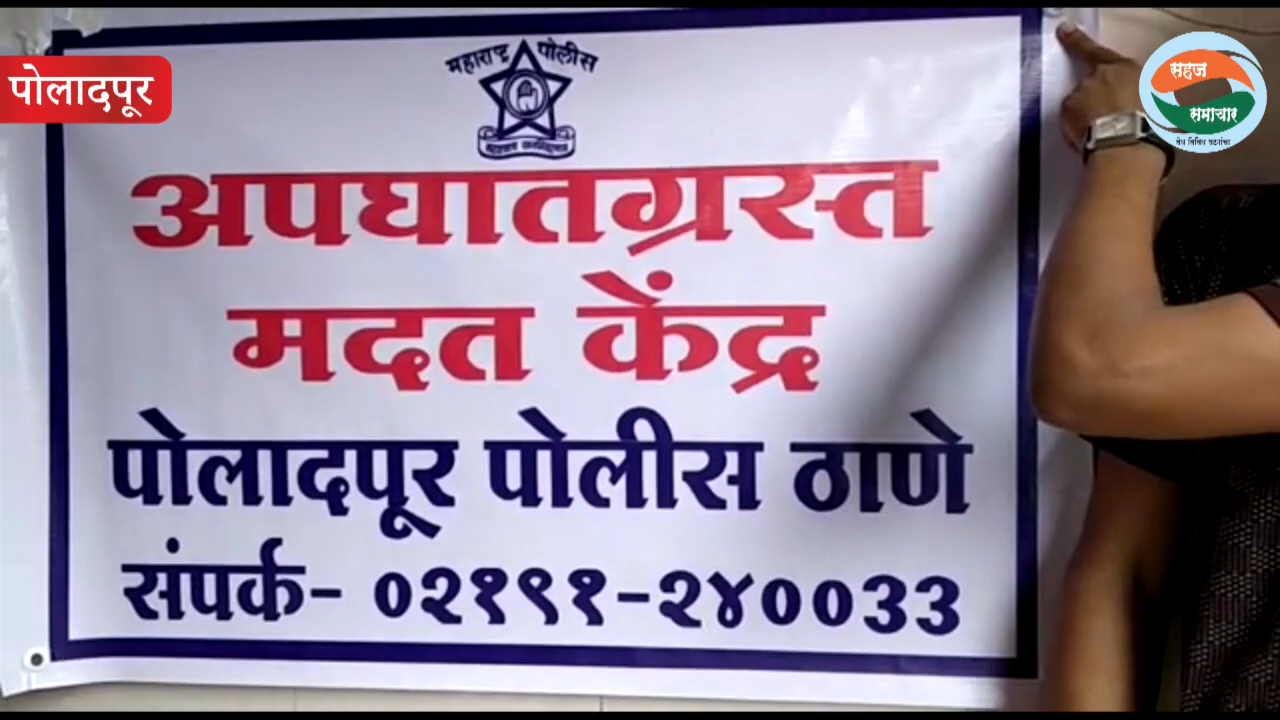 पोलादपूर
महाराष्ट्र पोलीस
सहज
समाचार
अपघातग्रस्त
मदत केंद्र
पोलादपूर पोलीस ठाणे
संपर्क- ०२१९१-२४००३३